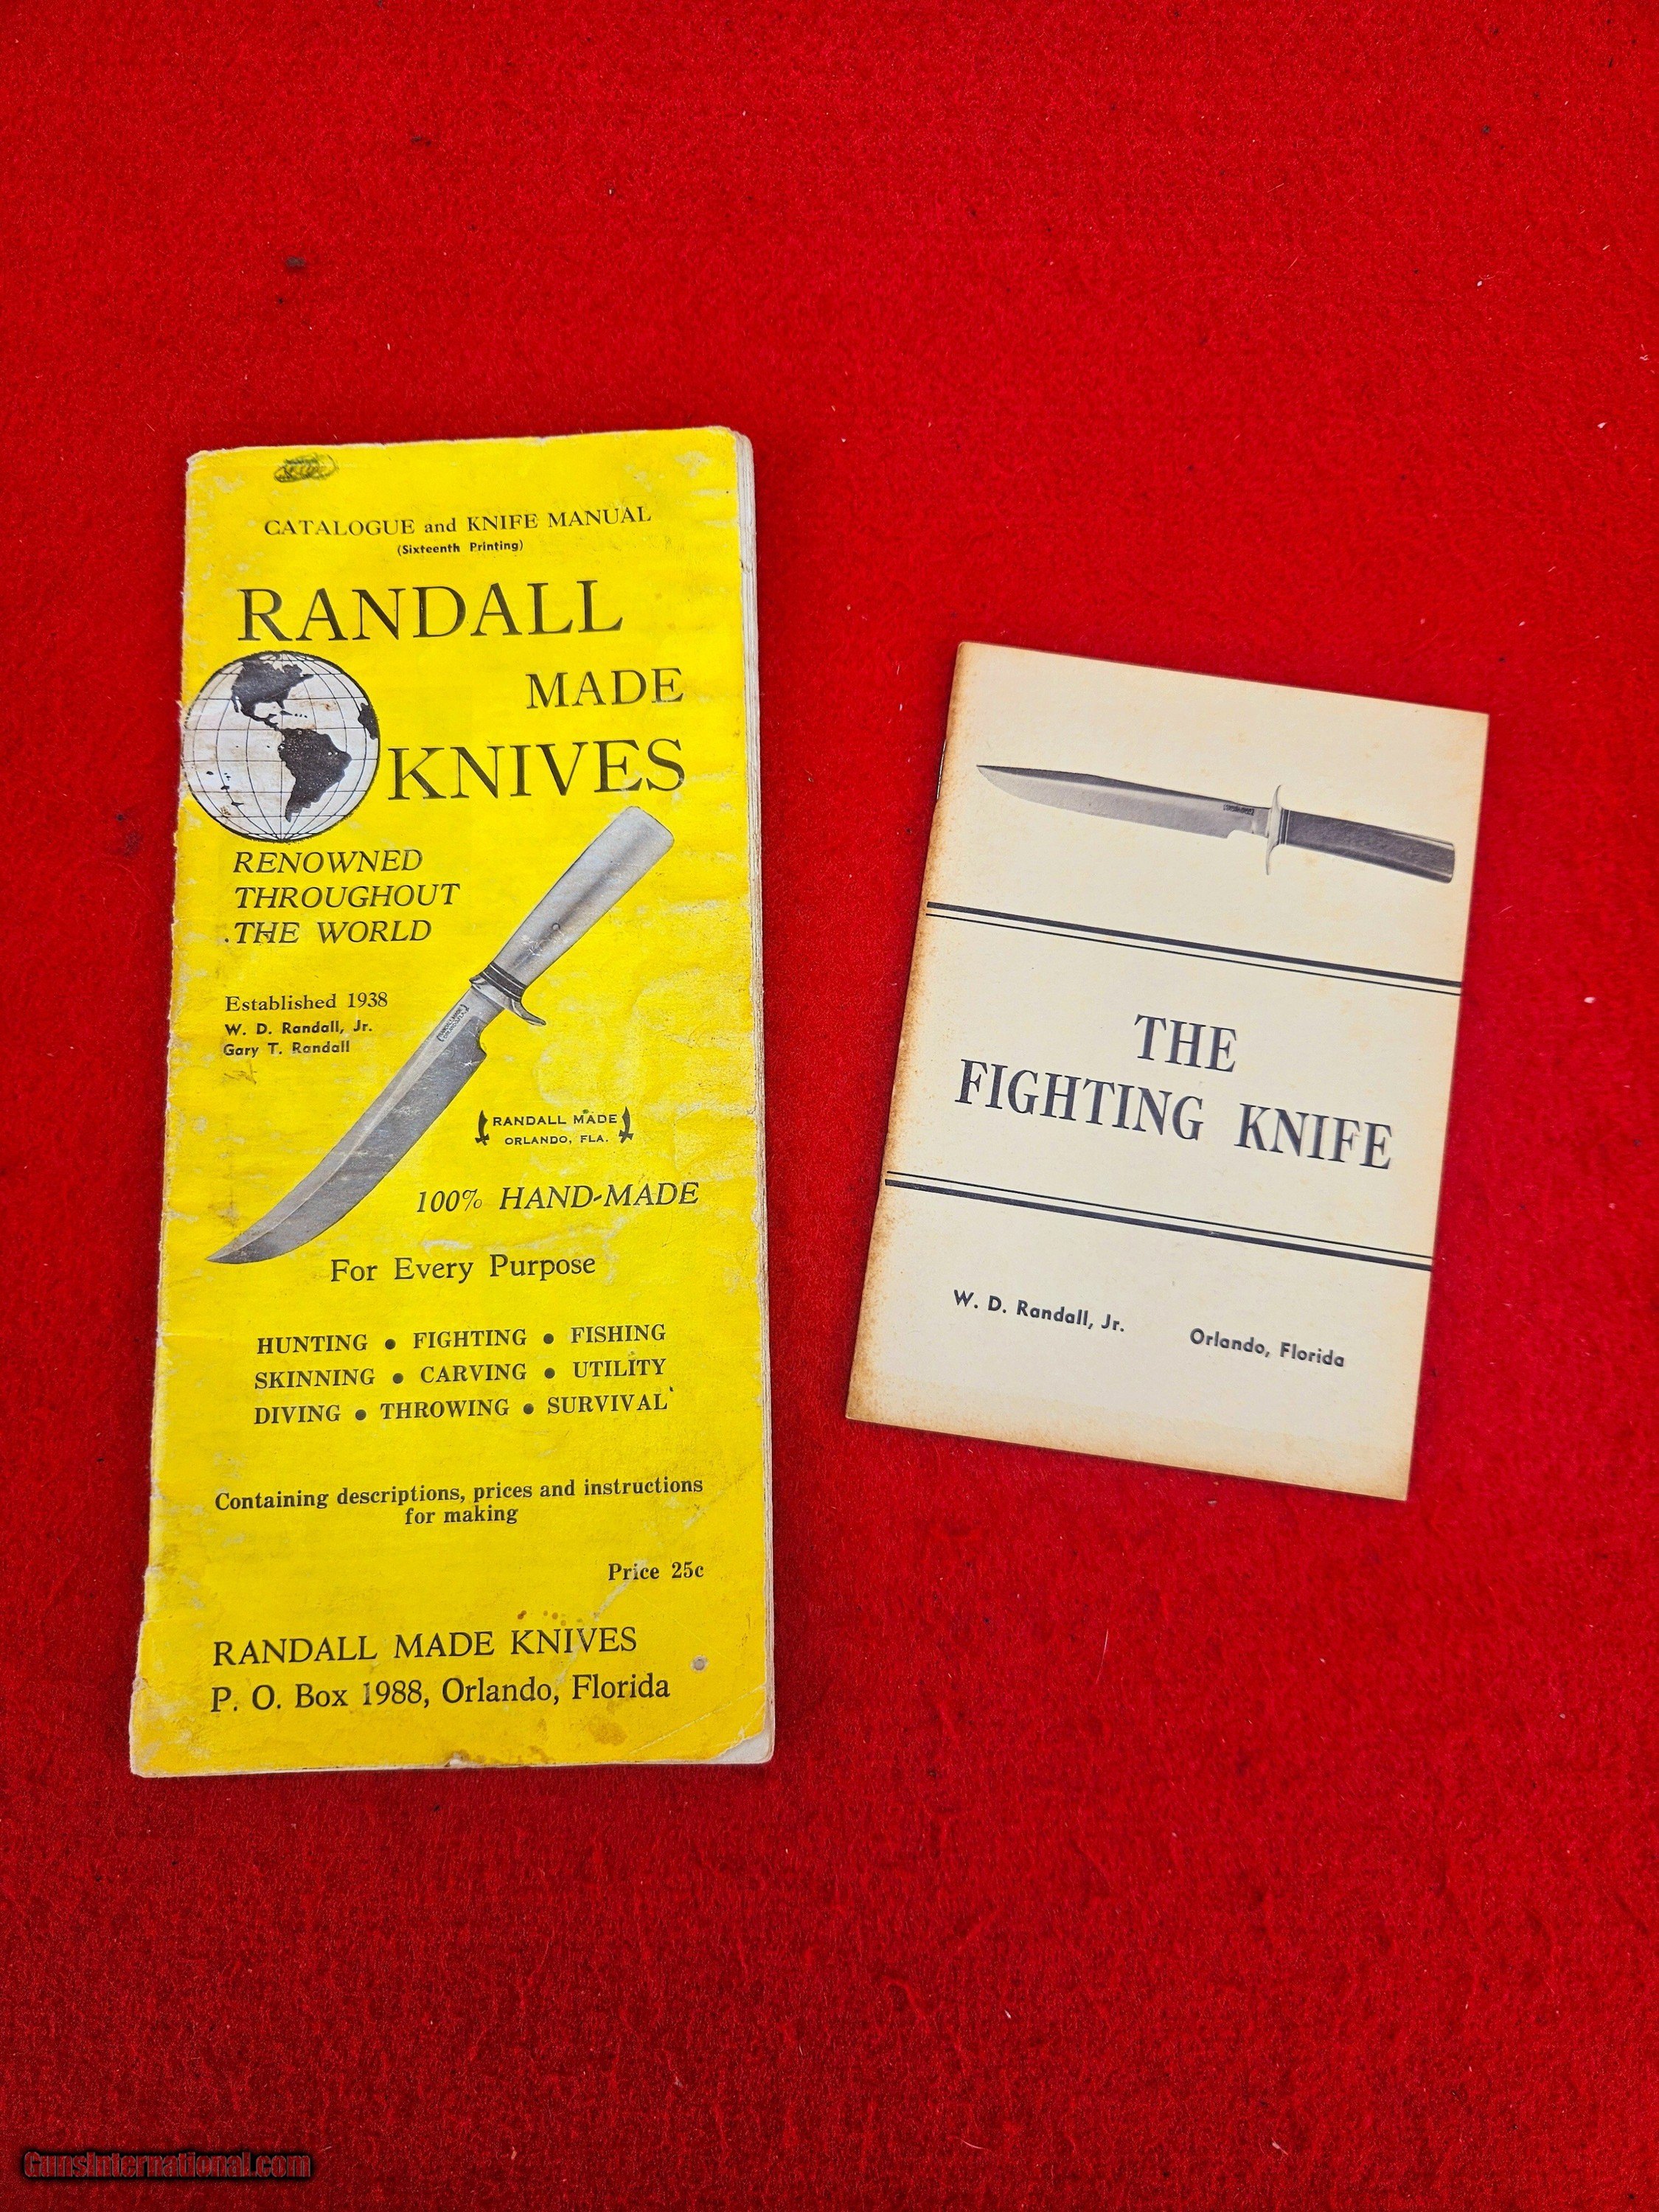 CATALOGUE and KNIFE MANUAL
(Sixteenth Printing)
RANDALL
MADE
KNIVES
RENOWNED
THROUGHOUT
THE WORLD
Established 1938
W. D. Randall, Jr.
Gary T. Randall
RANDALL MADE
ORLANDO, FLA.
100% HAND-MADE
For Every Purpose
HUNTING • FIGHTING • FISHING
SKINNING • CARVING • UTILITY
DIVING • THROWING • SURVIVAL
Containing descriptions, prices and instructions
for making
Price 25c
RANDALL MADE KNIVES
P. O. Box 1988, Orlando, Florida
THE
FIGHTING KNIFE
W. D. Randall, Jr.
Orlando, Florida
GunsInternational.com